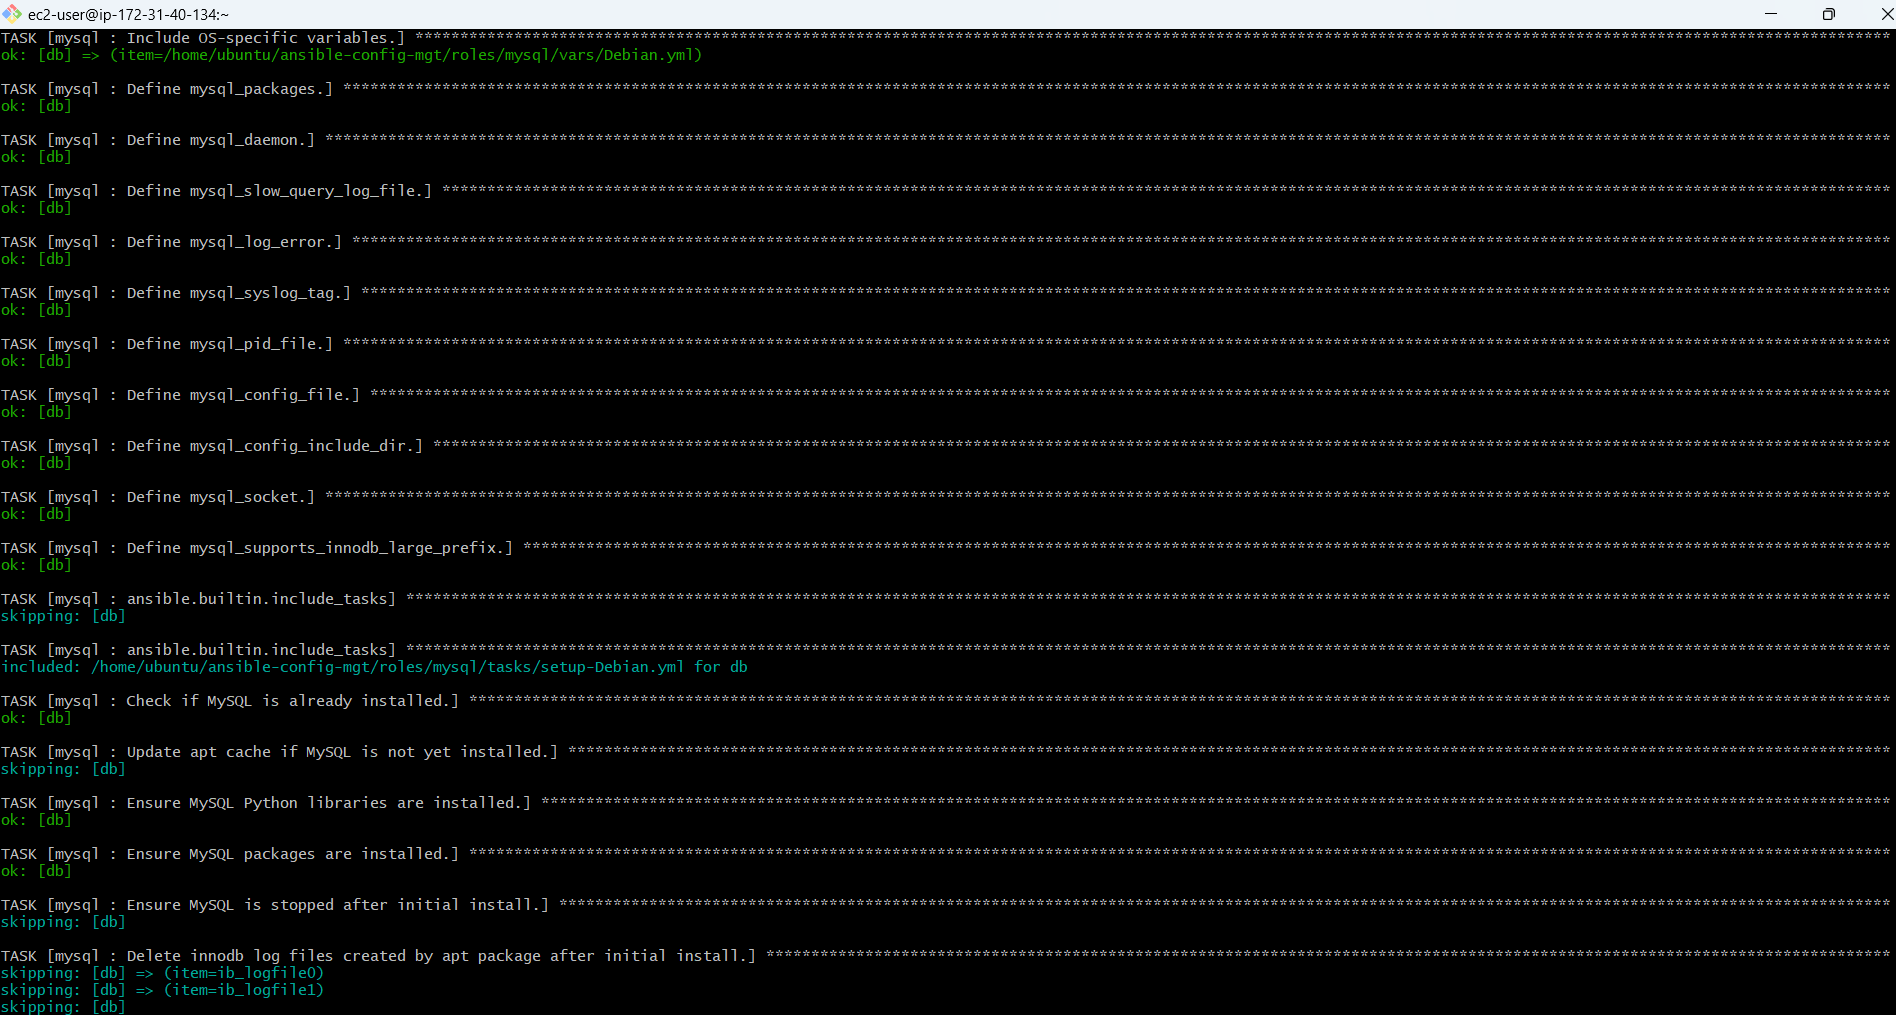 ec2-user@ip-172-31-40-134:~
TASK [mysql : Include OS-specific variables.] ********************************************************************************************************************************************************************
ok: [db] => (item=/home/ubuntu/ansible-config-mgt/roles/mysql/vars/Debian.yml)
TASK [mysql : Define mysql_packages.] ****************************************************************************************************************************************************************************
ok: [db]
TASK [mysql : Define mysql_daemon.] ******************************************************************************************************************************************************************************
ok: [db]
TASK [mysql : Define mysql_slow_query_log_file.] *****************************************************************************************************************************************************************
ok: [db]
TASK [mysql : Define mysql_log_error.] ***************************************************************************************************************************************************************************
ok: [db]
TASK [mysql : Define mysql_syslog_tag.] **************************************************************************************************************************************************************************
ok: [db]
TASK [mysql : Define mysql_pid_file.] ****************************************************************************************************************************************************************************
ok: [db]
TASK [mysql : Define mysql_config_file.] *************************************************************************************************************************************************************************
ok: [db]
TASK [mysql : Define mysql_config_include_dir.] ******************************************************************************************************************************************************************
ok: [db]
TASK [mysql : Define mysql_socket.] ******************************************************************************************************************************************************************************
ok: [db]
TASK [mysql : Define mysql_supports_innodb_large_prefix.] ********************************************************************************************************************************************************
ok: [db]
TASK [mysql : ansible.builtin.include_tasks] *********************************************************************************************************************************************************************
skipping: [db]
TASK [mysql : ansible.builtin.include_tasks] *********************************************************************************************************************************************************************
included: /home/ubuntu/ansible-config-mgt/roles/mysql/tasks/setup-Debian.yml for db
TASK [mysql : Check if MySQL is already installed.] **************************************************************************************************************************************************************
ok: [db]
TASK [mysql : Update apt cache if MySQL is not yet installed.] ***************************************************************************************************************************************************
skipping: [db]
TASK [mysql : Ensure MySQL Python libraries are installed.] ******************************************************************************************************************************************************
ok: [db]
TASK [mysql : Ensure MySQL packages are installed.] **************************************************************************************************************************************************************
ok: [db]
TASK [mysql : Ensure MySQL is stopped after initial install.] ****************************************************************************************************************************************************
skipping: [db]
TASK [mysql : Delete innodb log files created by apt package after initial install.] *****************************************************************************************************************************
skipping: [db] => (item=ib_logfile0)
skipping: [db] => (item=ib_logfile1)
skipping: [db]